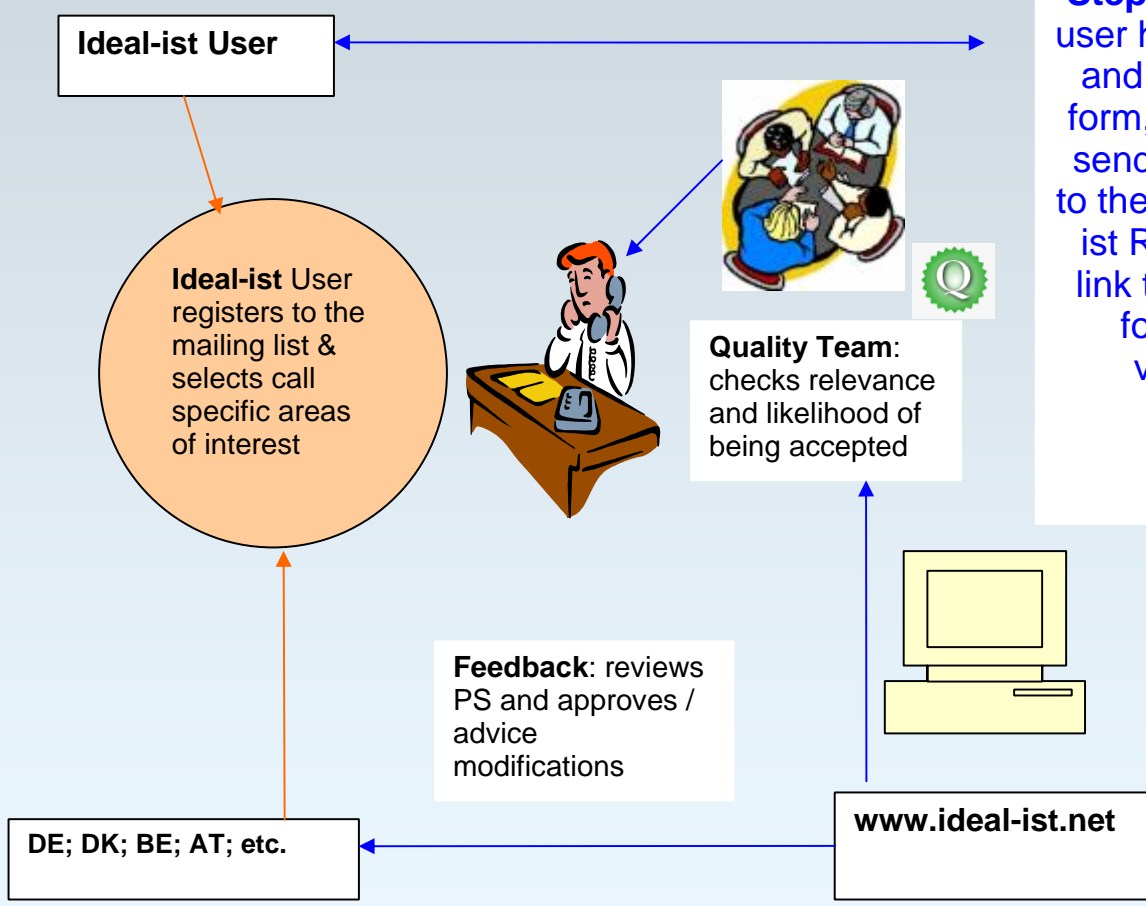 Ideal-ist User
Ideal-ist User
registers to the
mailing list &
selects call
specific areas
of interest
user
and
form,
to the
ist
link
Q
Quality Team:
checks relevance
and likelihood of
being accepted
Feedback: reviews
PS and approves /
advice
modifications
DE; DK; BE; AT; etc.
www.ideal-ist.net